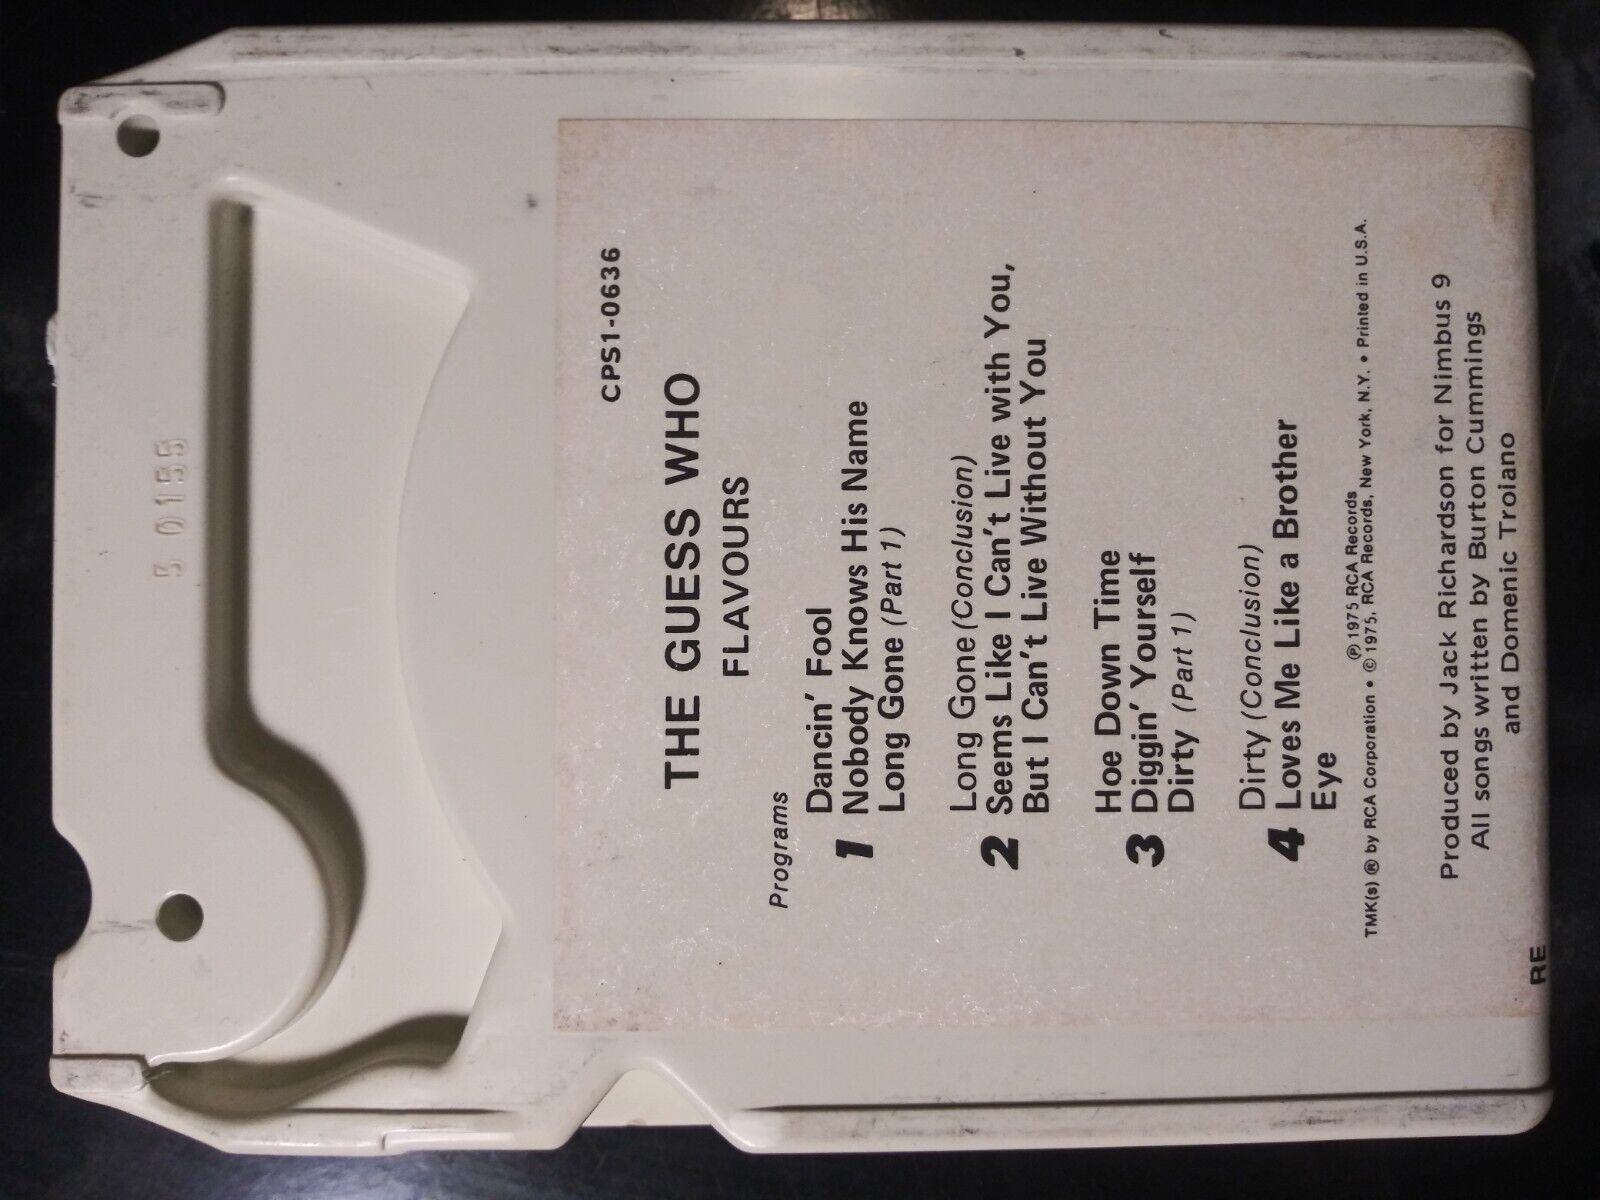 CPS1-0636
THE GUESS WHO
FLAVOURS
Programs
1
Dancin' Fool
Nobody Knows His Name
Long Gone (Part 1)
2
Long Gone (Conclusion)
Seems Like I Can't Live with You,
But I Can't Live Without You
3
Hoe Down Time
Diggin' Yourself
Dirty (Part 1)
4
Dirty (Conclusion)
Loves Me Like a Brother
Eye
℗ 1975 RCA Records
TMK(s) ® by RCA Corporation • © 1975, RCA Records, New York, N.Y. • Printed in U.S.A.
Produced by Jack Richardson for Nimbus 9
All songs written by Burton Cummings
and Domenic Troiano
RE